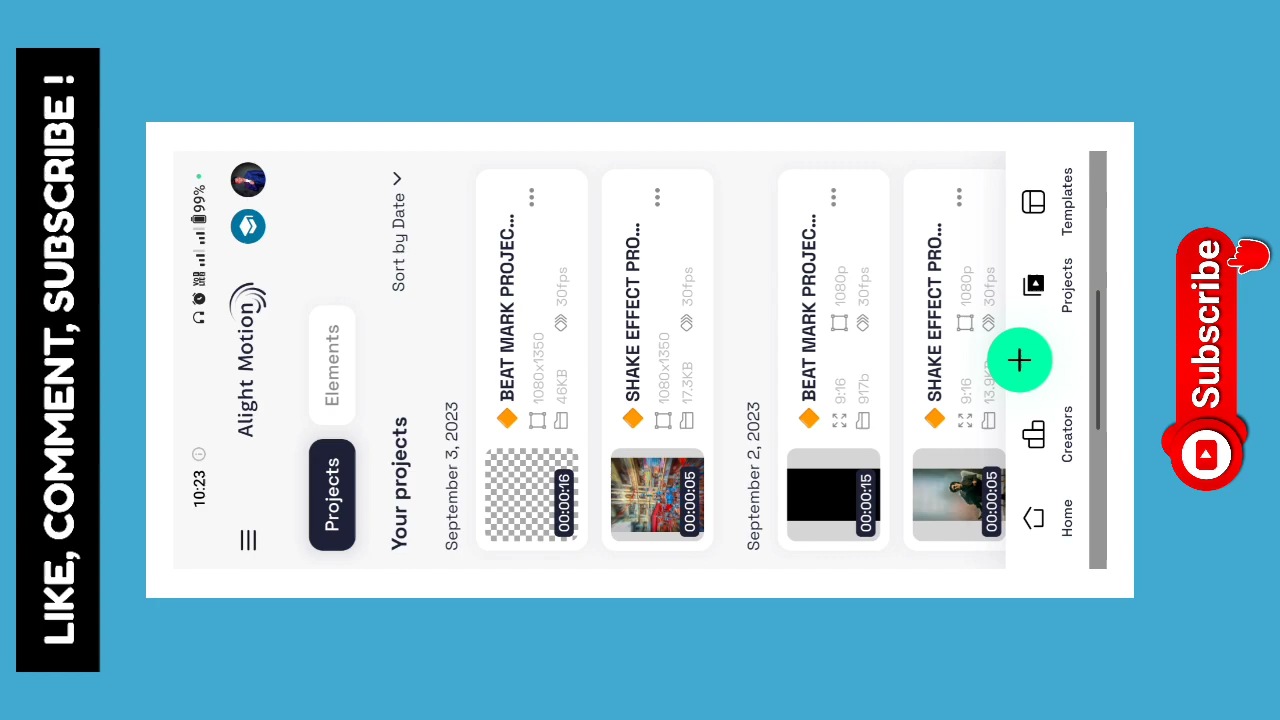 LIKE, COMMENT, SUBSCRIBE !
10:23
99%
Alight Motion
Projects
Elements
Your projects
Sort by Date
September 3, 2023
00:00:16
BEAT MARK PROJEC...
1080x1350
46KB
30fps
00:00:05
SHAKE EFFECT PRO...
1080x1350
17.3KB
30fps
September 2, 2023
00:00:15
BEAT MARK PROJEC...
9:16
1080p
917b
30fps
00:00:05
SHAKE EFFECT PRO...
9:16
1080p
13.9KB
30fps
Home
Creators
Projects
Templates
Subscribe